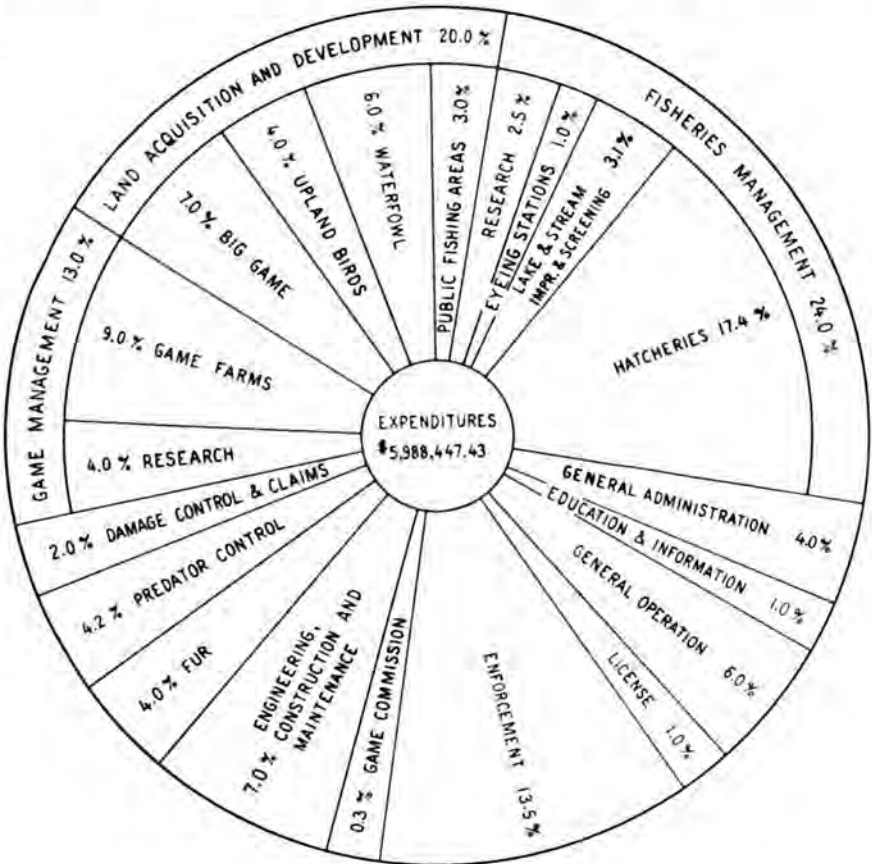 LAND ACQUISITION AND DEVELOPMENT 20.0 %
7.0 % BIG GAME
4.0 % UPLAND BIRDS
6.0 % WATERFOWL
PUBLIC FISHING AREAS 3.0%
FISHERIES MANAGEMENT 24.0 %
RESEARCH 2.5 %
EYEING STATIONS 1.0 %
LAKE & STREAM
IMPR. & SCREENING 3.1 %
HATCHERIES 17.4 %
GENERAL ADMINISTRATION 4.0 %
EDUCATION & INFORMATION 1.0 %
GENERAL OPERATION 6.0 %
LICENSE 1.0 %
ENFORCEMENT 13.5 %
0.3 % GAME COMMISSION
ENGINEERING,
7.0 % CONSTRUCTION AND
MAINTENANCE
4.0 % FUR
4.2 % PREDATOR CONTROL
2.0 % DAMAGE CONTROL & CLAIMS
GAME MANAGEMENT 13.0 %
4.0 % RESEARCH
9.0 % GAME FARMS
EXPENDITURES
$5,988,447.43